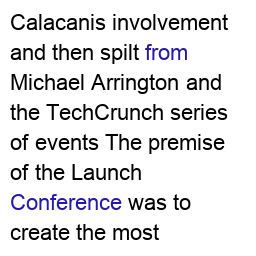 Calacanis involvement
and then spilt from
Michael Arrington and
the TechCrunch series
of events The premise
of the Launch
Conference was to
create the most